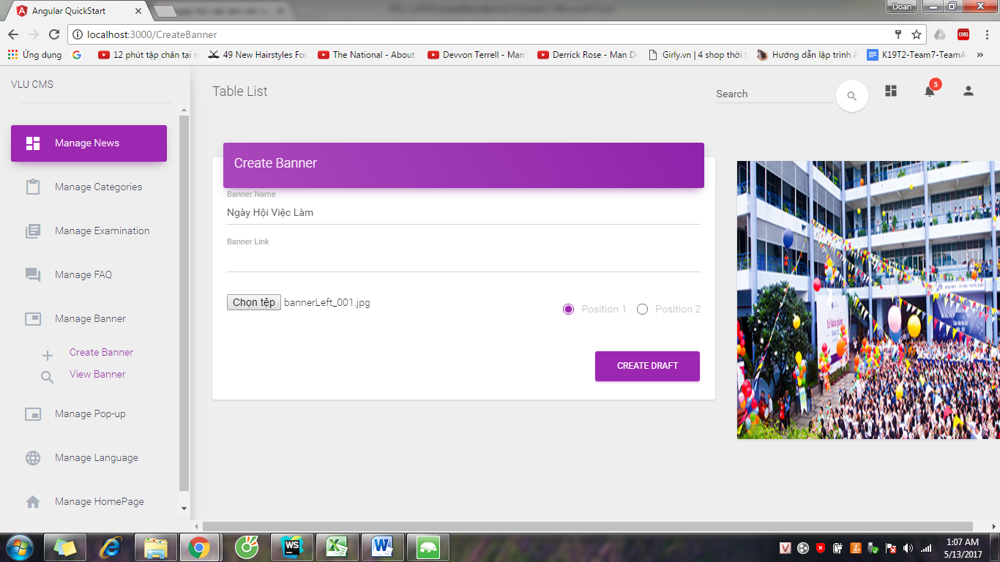 Angular QuickStart
Doan
localhost:3000/CreateBanner
CORS
Ứng dụng
12 phút tập chân tại n
49 New Hairstyles For
The National - About
Devvon Terrell - Man
Derrick Rose - Man Do
Girly.vn | 4 shop thời t
Hướng dẫn lập trình A
K19T2-Team7-TeamA
»
VLU CMS
Table List
Search
5
Manage News
Manage Categories
Manage Examination
Manage FAQ
Manage Banner
Create Banner
View Banner
Manage Pop-up
Manage Language
Manage HomePage
Create Banner
Banner Name
Ngày Hội Việc Làm
Banner Link
Chọn tệp bannerLeft_001.jpg
Position 1 Position 2
CREATE DRAFT
WS
V
1:07 AM
5/13/2017